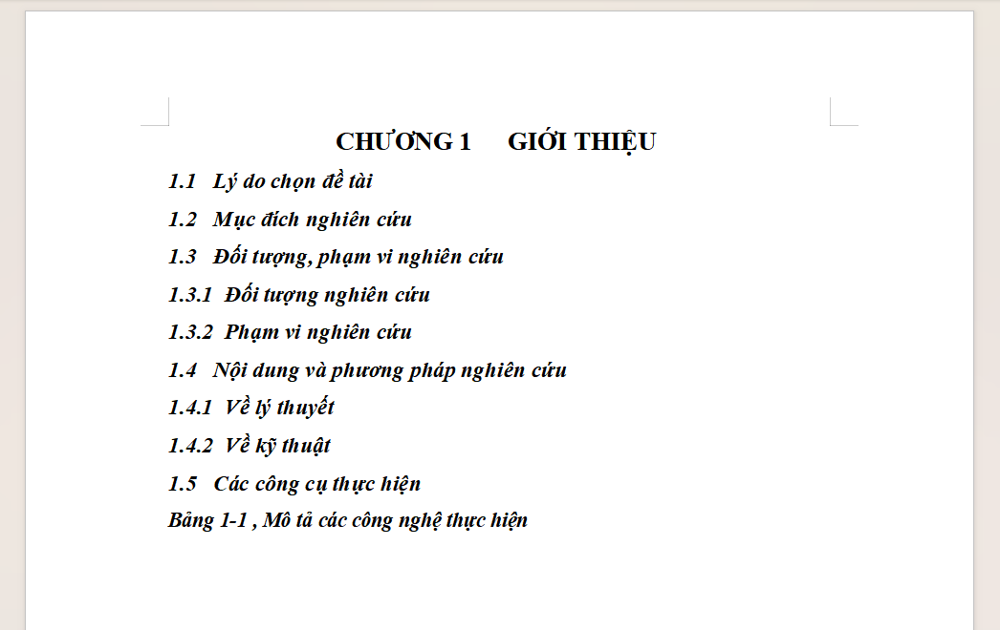 CHƯƠNG 1 GIỚI THIỆU
1.1 Lý do chọn đề tài
1.2 Mục đích nghiên cứu
1.3 Đối tượng, phạm vi nghiên cứu
1.3.1 Đối tượng nghiên cứu
1.3.2 Phạm vi nghiên cứu
1.4 Nội dung và phương pháp nghiên cứu
1.4.1 Về lý thuyết
1.4.2 Về kỹ thuật
1.5 Các công cụ thực hiện
Bảng 1-1 , Mô tả các công nghệ thực hiện